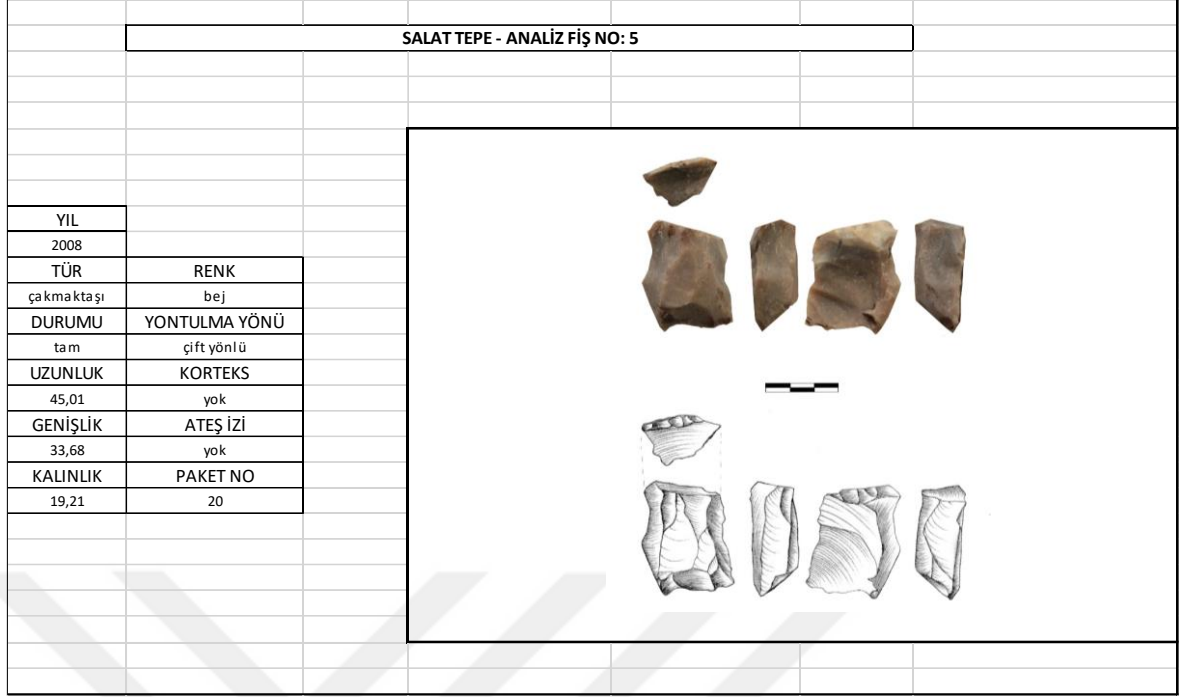 SALAT TEPE - ANALİZ FİŞ NO: 5
YIL
2008
TÜR RENK
çakmaktaşı bej
DURUMU YONTULMA YÖNÜ
tam çift yönlü
UZUNLUK KORTEKS
45,01 yok
GENİŞLİK ATEŞ İZİ
33,68 yok
KALINLIK PAKET NO
19,21 20